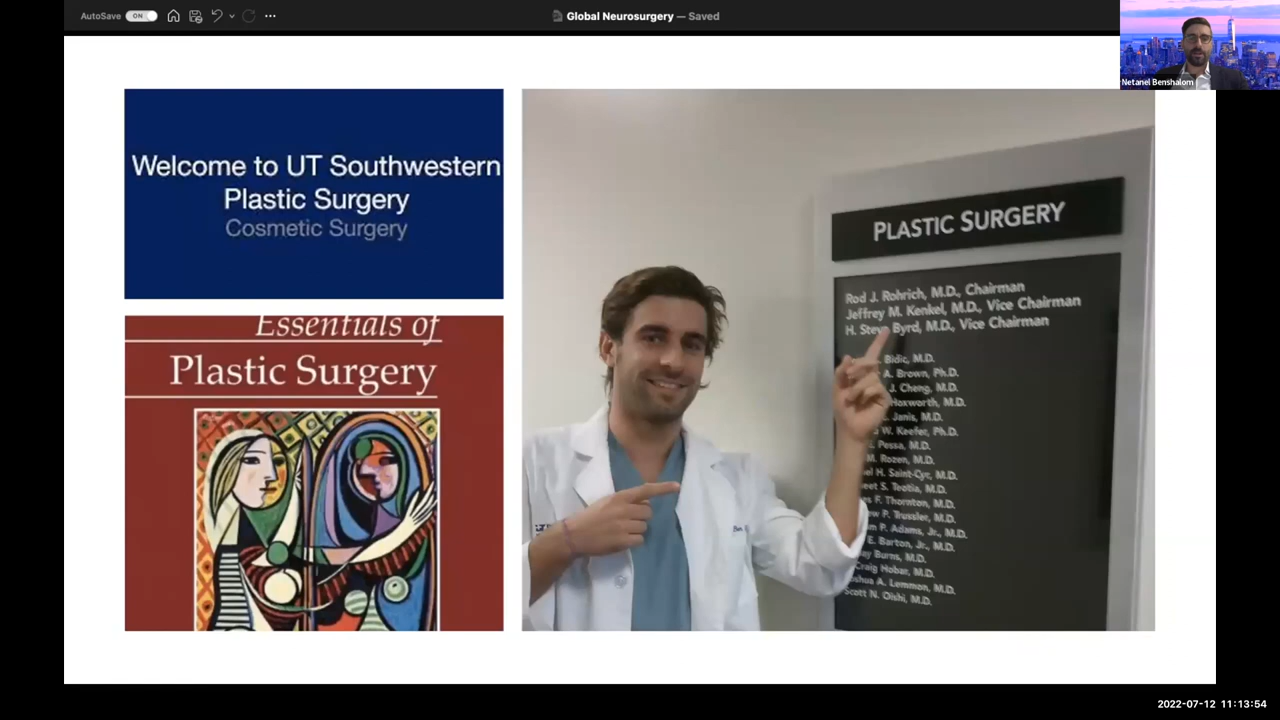 AutoSave ON
Global Neurosurgery — Saved
Netanel Benshalom
Welcome to UT Southwestern
Plastic Surgery
Cosmetic Surgery
Essentials of
Plastic Surgery
PLASTIC SURGERY
Rod J. Rohrich, M.D., Chairman
Jeffrey M. Kenkel, M.D., Vice Chairman
H. Steve Byrd, M.D., Vice Chairman
Bidic, M.D.
A. Brown, Ph.D.
J. Cheng, M.D.
Hoxworth, M.D.
Janis, M.D.
W. Keefer, Ph.D.
Pessa, M.D.
M. Rozen, M.D.
H. Saint-Cyr, M.D.
S. Teotia, M.D.
F. Thornton, M.D.
P. Trussler, M.D.
P. Adams, Jr., M.D.
E. Barton, Jr., M.D.
Burns, M.D.
Craig Hobar, M.D.
A. Lemmon, M.D.
Scott N. Oishi, M.D.
2022-07-12 11:13:54